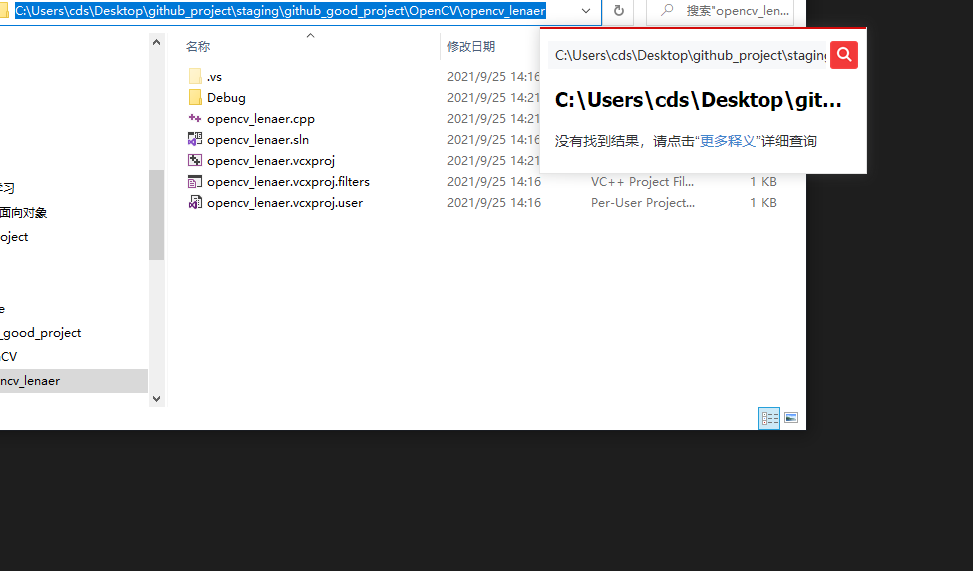 C:\Users\cds\Desktop\github_project\staging\github_good_project\OpenCV\opencv_lenaer
搜索"opencv_len...
名称
修改日期
C:\Users\cds\Desktop\github_project\staging
C:\Users\cds\Desktop\git...
没有找到结果，请点击“更多释义”详细查询
.vs 2021/9/25 14:16
Debug 2021/9/25 14:21
opencv_lenaer.cpp 2021/9/25 14:21
opencv_lenaer.sln 2021/9/25 14:16
opencv_lenaer.vcxproj 2021/9/25 14:21
opencv_lenaer.vcxproj.filters 2021/9/25 14:16 VC++ Project Fil... 1 KB
opencv_lenaer.vcxproj.user 2021/9/25 14:16 Per-User Project... 1 KB
学习
面向对象
oject
e
_good_project
CV
ncv_lenaer